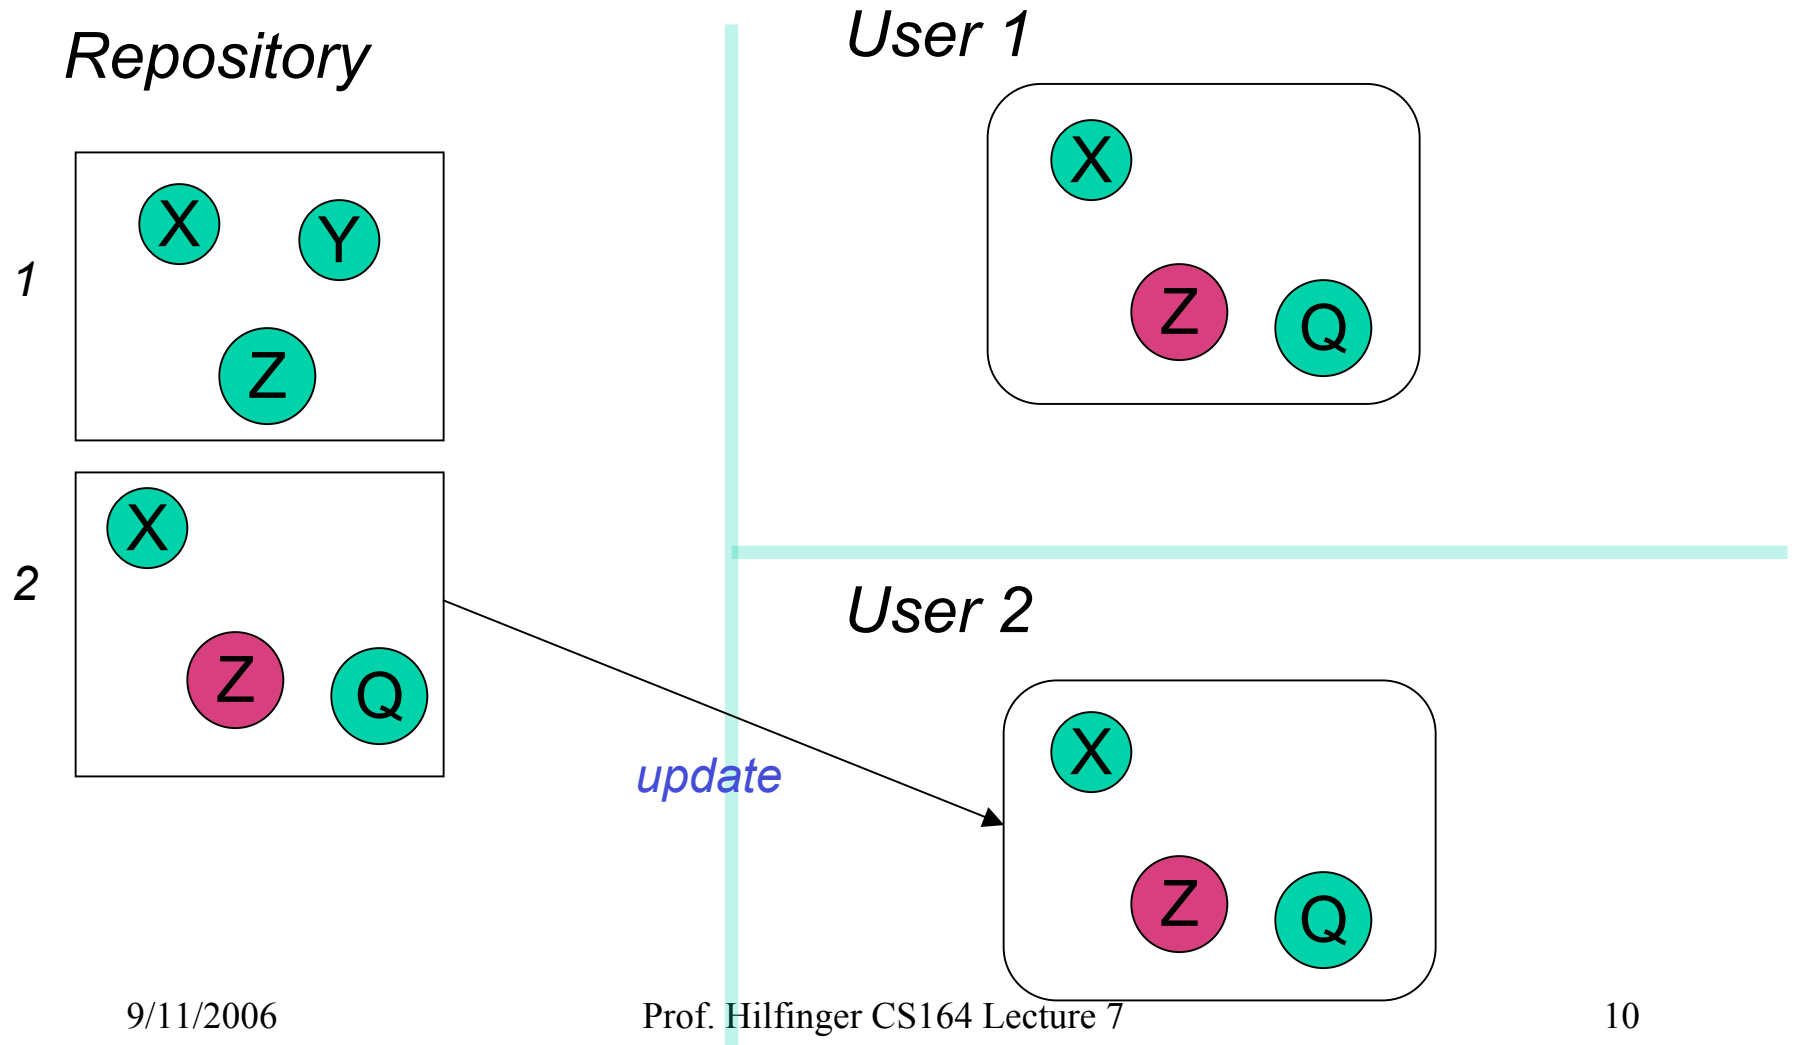 Repository
1
X
Y
Z
2
X
Z
Q
update
User 1
X
Z
Q
User 2
X
Z
Q
9/11/2006
Prof. Hilfinger CS164 Lecture 7
10